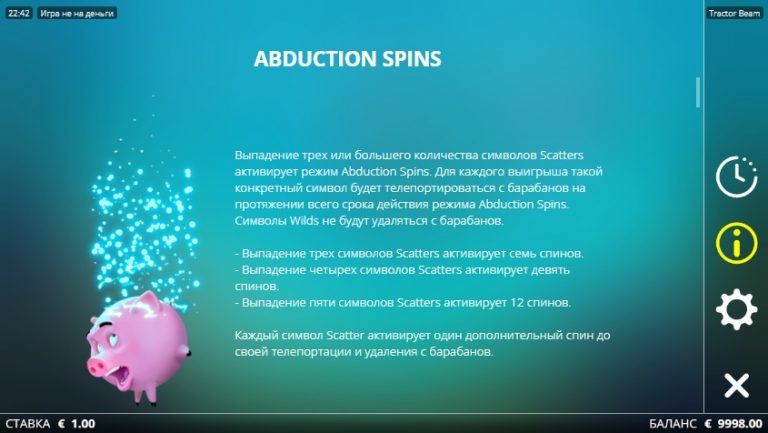 22:42 Игра не на деньги Tractor Beam
ABDUCTION SPINS
Выпадение трех или большего количества символов Scatters
активирует режим Abduction Spins. Для каждого выигрыша такой
конкретный символ будет телепортироваться с барабанов на
протяжении всего срока действия режима Abduction Spins.
Символы Wilds не будут удаляться с барабанов.
- Выпадение трех символов Scatters активирует семь спинов.
- Выпадение четырех символов Scatters активирует девять
спинов.
- Выпадение пяти символов Scatters активирует 12 спинов.
Каждый символ Scatter активирует один дополнительный спин до
своей телепортации и удаления с барабанов.
СТАВКА € 1.00 БАЛАНС € 9998.00